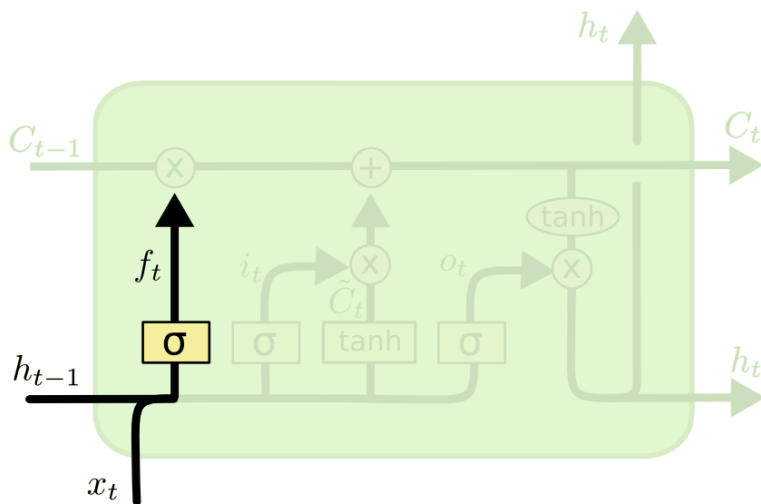 h_t
C_{t-1}
x
+
C_t
tanh
f_t
i_t
x
o_t
x
C̃_t
σ
σ
tanh
σ
h_{t-1}
h_t
x_t